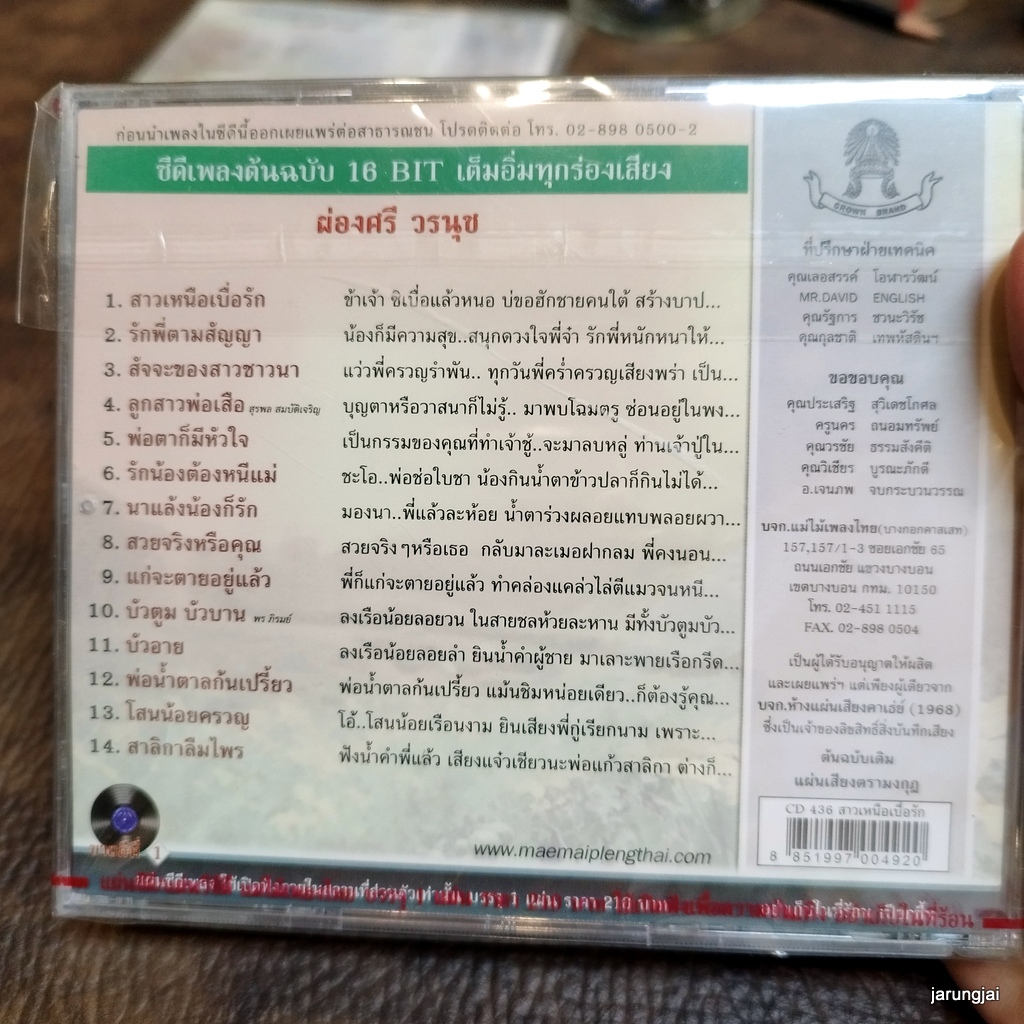 ก่อนนำเพลงในซีดีนี้ออกเผยแพร่ต่อสาธารณชน โปรดติดต่อ โทร. 02-898 0500-2
ซีดีเพลงต้นฉบับ 16 BIT เต็มอิ่มทุกร่องเสียง
ผ่องศรี วรนุช
1. สาวเหนือเบื่อรัก ข้าเจ้า ซิเบื่อแล้วหนอ บ่ขอฮักชายคนใต้ สร้างบาป...
2. รักพี่ตามสัญญา น้องก็มีความสุข..สนุกดวงใจพี่จ๋า รักพี่หนักหนาให้...
3. สัจจะของสาวชาวนา แว่วพี่ครวญรำพัน.. ทุกวันพี่คร่ำครวญเสียงพร่า เป็น...
4. ลูกสาวพ่อเสือ สุรพล สมบัติเจริญ บุญตาหรือวาสนาก็ไม่รู้.. มาพบโฉมตรู ซ่อนอยู่ในพง...
5. พ่อตาก็มีหัวใจ เป็นกรรมของคุณที่ทำเจ้าชู้..จะมาลบหลู่ ท่านเจ้าปู่ใน...
6. รักน้องต้องหนีแม่ ชะโอ..พ่อช่อใบชา น้องกินน้ำตาข้าวปลาก็กินไม่ได้...
7. นาแล้งน้องก็รัก มองนา..พี่แล้วละห้อย น้ำตาร่วงผลอยแทบพลอยผวา...
8. สวยจริงหรือคุณ สวยจริงๆหรือเธอ กลับมาละเมอฝากลม พี่คงนอน...
9. แก่จะตายอยู่แล้ว พี่ก็แก่จะตายอยู่แล้ว ทำคล่องแคล่วไล่ตีแมวจนหนี...
10. บัวตูม บัวบาน พร ภิรมย์ ลงเรือน้อยลอยวน ในสายชลห้วยละหาน มีทั้งบัวตูมบัว...
11. บัวอาย ลงเรือน้อยลอยลำ ยินน้ำคำผู้ชาย มาเลาะพายเรือกรีด...
12. พ่อน้ำตาลก้นเปรี้ยว พ่อน้ำตาลก้นเปรี้ยว แม้นชิมหน่อยเดียว..ก็ต้องรู้คุณ...
13. โสนน้อยครวญ โอ้..โสนน้อยเรือนงาม ยินเสียงพี่กู่เรียกนาม เพราะ...
14. สาลิกาลืมไพร ฟังน้ำคำพี่แล้ว เสียงแจ๋วเชียวนะพ่อแก้วสาลิกา ต่างก็...
1
www.maemaiplengthai.com
CROWN BRAND
ที่ปรึกษาฝ่ายเทคนิค
คุณเลอสรรค์ โอฬารวัฒน์
MR.DAVID ENGLISH
คุณรัฐการ ชวนะวิรัช
คุณกุลชาติ เทพหัสดินฯ
ขอขอบคุณ
คุณประเสริฐ สุวิเดชโกศล
ครูนคร ถนอมทรัพย์
คุณวรชัย ธรรมสังคีติ
คุณวิเชียร บูรณะภักดี
อ.เจนภพ จบกระบวนวรรณ
บจก.แม่ไม้เพลงไทย(บางกอกคาสเสท)
157,157/1-3 ซอยเอกชัย 65
ถนนเอกชัย แขวงบางบอน
เขตบางบอน กทม. 10150
โทร. 02-451 1115
FAX. 02-898 0504
เป็นผู้ได้รับอนุญาตให้ผลิต
และเผยแพร่ฯ แต่เพียงผู้เดียวจาก
บจก.ห้างแผ่นเสียงคาเธ่ย์ (1968)
ซึ่งเป็นเจ้าของลิขสิทธิ์สิ่งบันทึกเสียง
ต้นฉบับเดิม
แผ่นเสียงตรามงกุฎ
CD 436 สาวเหนือเบื่อรัก
8 851997 004920
jarungjai